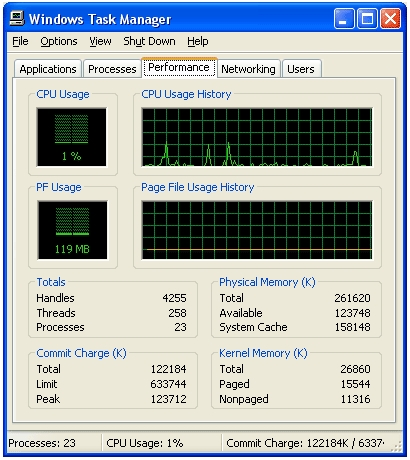 Windows Task Manager
File Options View Shut Down Help
Applications Processes Performance Networking Users
CPU Usage CPU Usage History
1 %
PF Usage Page File Usage History
119 MB
Totals Physical Memory (K)
Handles 4255 Total 261620
Threads 258 Available 123748
Processes 23 System Cache 158148
Commit Charge (K) Kernel Memory (K)
Total 122184 Total 26860
Limit 633744 Paged 15544
Peak 123712 Nonpaged 11316
Processes: 23 CPU Usage: 1% Commit Charge: 122184K / 6337